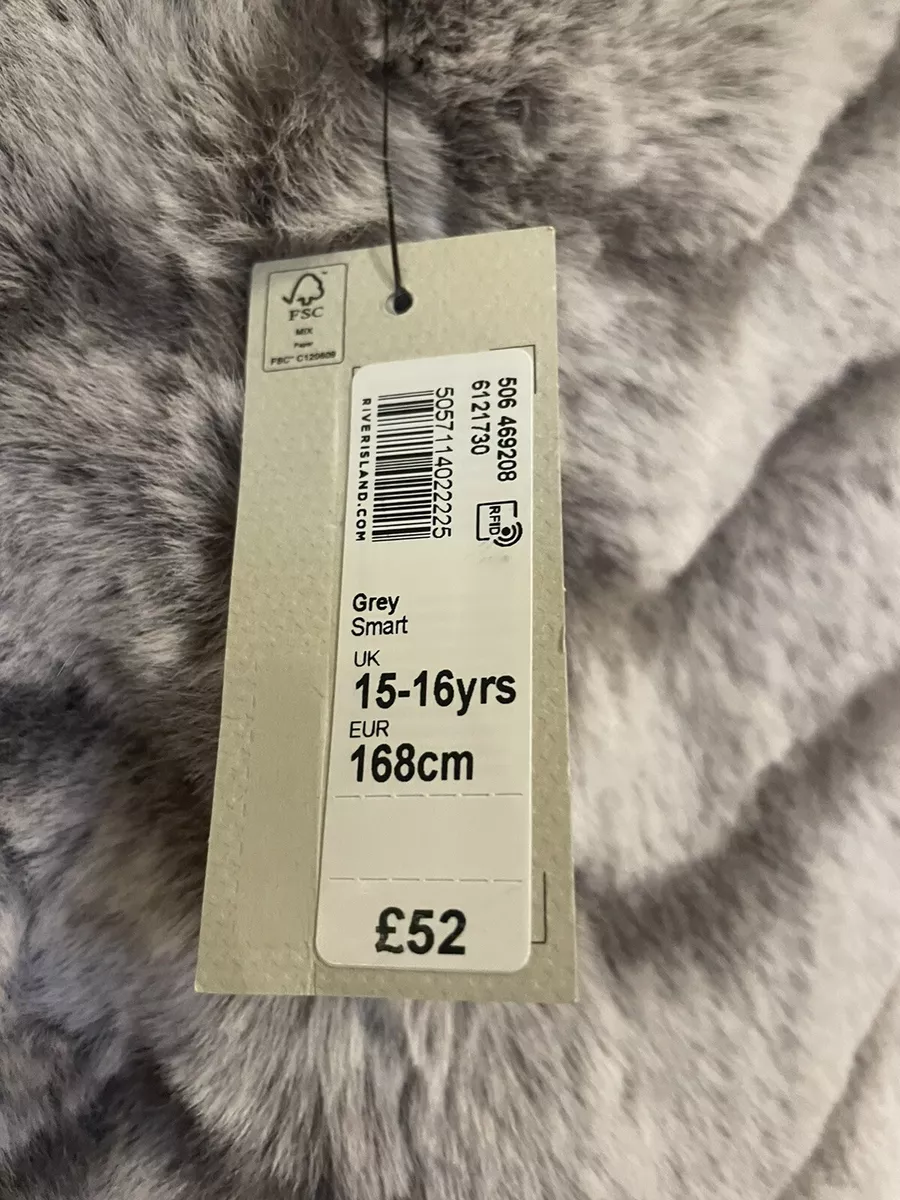 FSC
MIX
Paper
FSC™ C120609
506 469208
6121730
RFID
5057114022225
RIVERISLAND.COM
Grey
Smart
UK
15-16yrs
EUR
168cm
£52